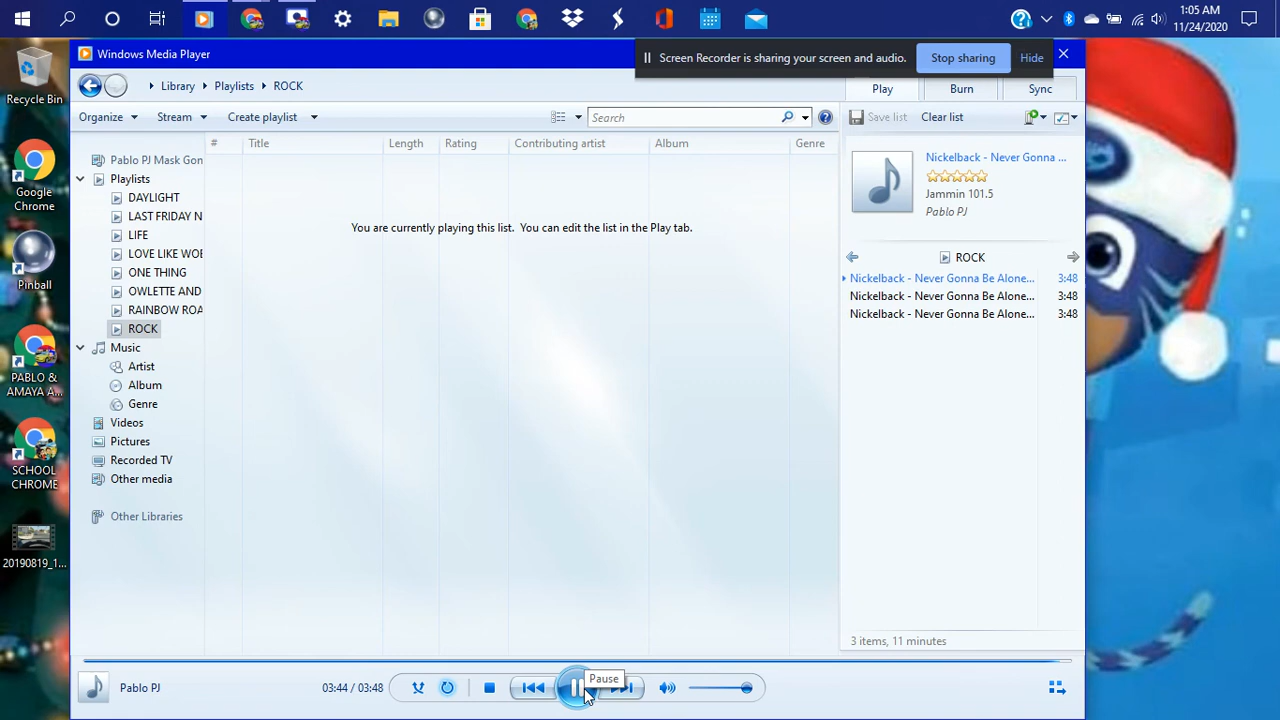 1:05 AM
11/24/2020
Windows Media Player
Screen Recorder is sharing your screen and audio. Stop sharing Hide
Library Playlists ROCK
Play Burn Sync
Organize Stream Create playlist Search Save list Clear list
# Title Length Rating Contributing artist Album Genre
Recycle Bin
Google Chrome
Pinball
PABLO & AMAYA A...
SCHOOL CHROME
20190819_1...
Pablo PJ Mask Gon
Playlists
DAYLIGHT
LAST FRIDAY N
LIFE
LOVE LIKE WOE
ONE THING
OWLETTE AND
RAINBOW ROA
ROCK
Music
Artist
Album
Genre
Videos
Pictures
Recorded TV
Other media
Other Libraries
You are currently playing this list. You can edit the list in the Play tab.
Nickelback - Never Gonna ...
Jammin 101.5
Pablo PJ
ROCK
Nickelback - Never Gonna Be Alone... 3:48
Nickelback - Never Gonna Be Alone... 3:48
Nickelback - Never Gonna Be Alone... 3:48
3 items, 11 minutes
Pause
Pablo PJ 03:44 / 03:48